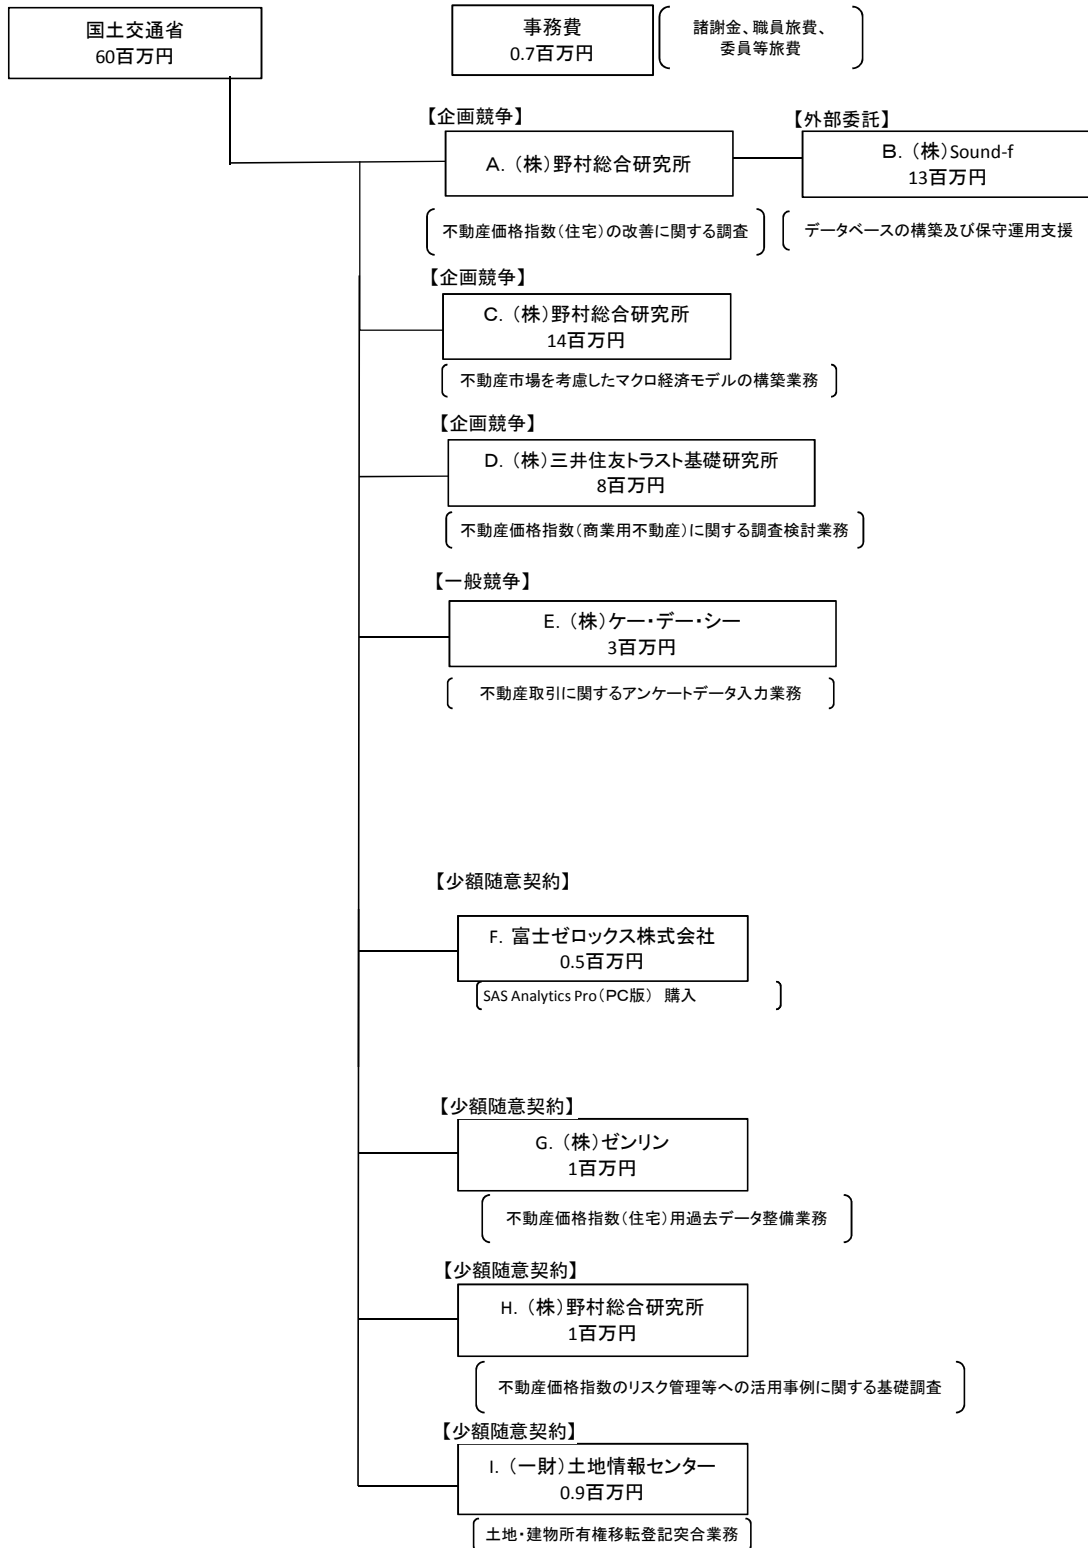 国土交通省
60百万円
事務費
0.7百万円
諸謝金、職員旅費、
委員等旅費
【企画競争】
【外部委託】
A. （株）野村総合研究所
B. （株）Sound-f
13百万円
不動産価格指数（住宅）の改善に関する調査
データベースの構築及び保守運用支援
【企画競争】
C. （株）野村総合研究所
14百万円
不動産市場を考慮したマクロ経済モデルの構築業務
【企画競争】
D. （株）三井住友トラスト基礎研究所
8百万円
不動産価格指数（商業用不動産）に関する調査検討業務
【一般競争】
E. （株）ケー・デー・シー
3百万円
不動産取引に関するアンケートデータ入力業務
【少額随意契約】
F. 富士ゼロックス株式会社
0.5百万円
SAS Analytics Pro（PC版）　購入
【少額随意契約】
G. （株）ゼンリン
1百万円
不動産価格指数（住宅）用過去データ整備業務
【少額随意契約】
H. （株）野村総合研究所
1百万円
不動産価格指数のリスク管理等への活用事例に関する基礎調査
【少額随意契約】
I. （一財）土地情報センター
0.9百万円
土地・建物所有権移転登記突合業務